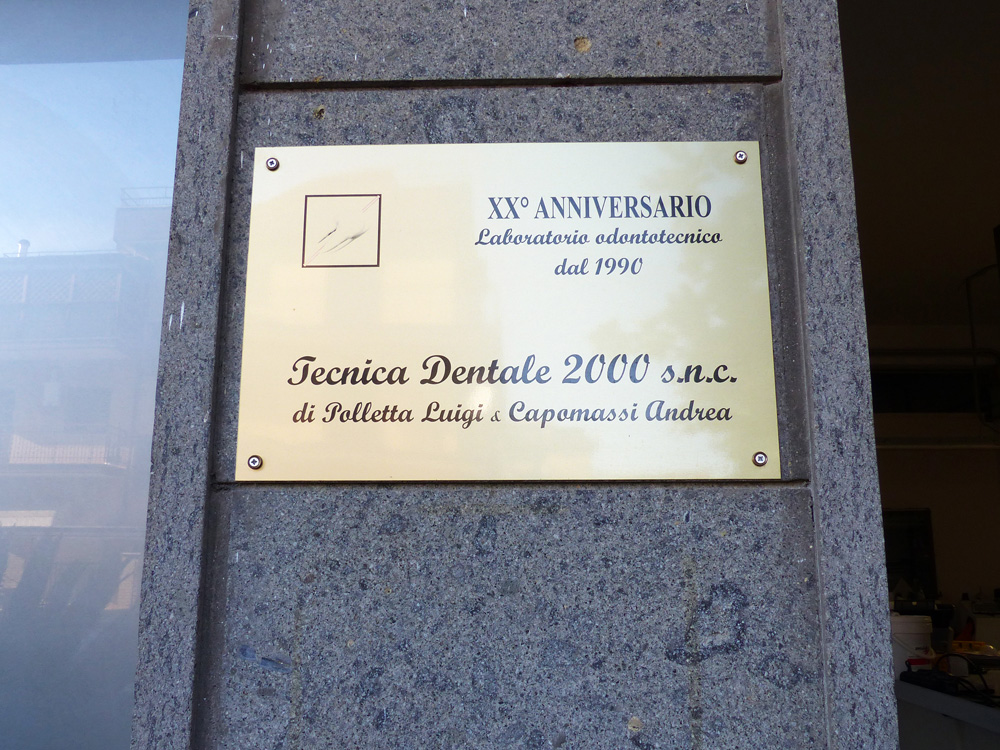 XX° ANNIVERSARIO
Laboratorio odontotecnico
dal 1990
Tecnica Dentale 2000 s.n.c.
di Polletta Luigi & Capomassi Andrea